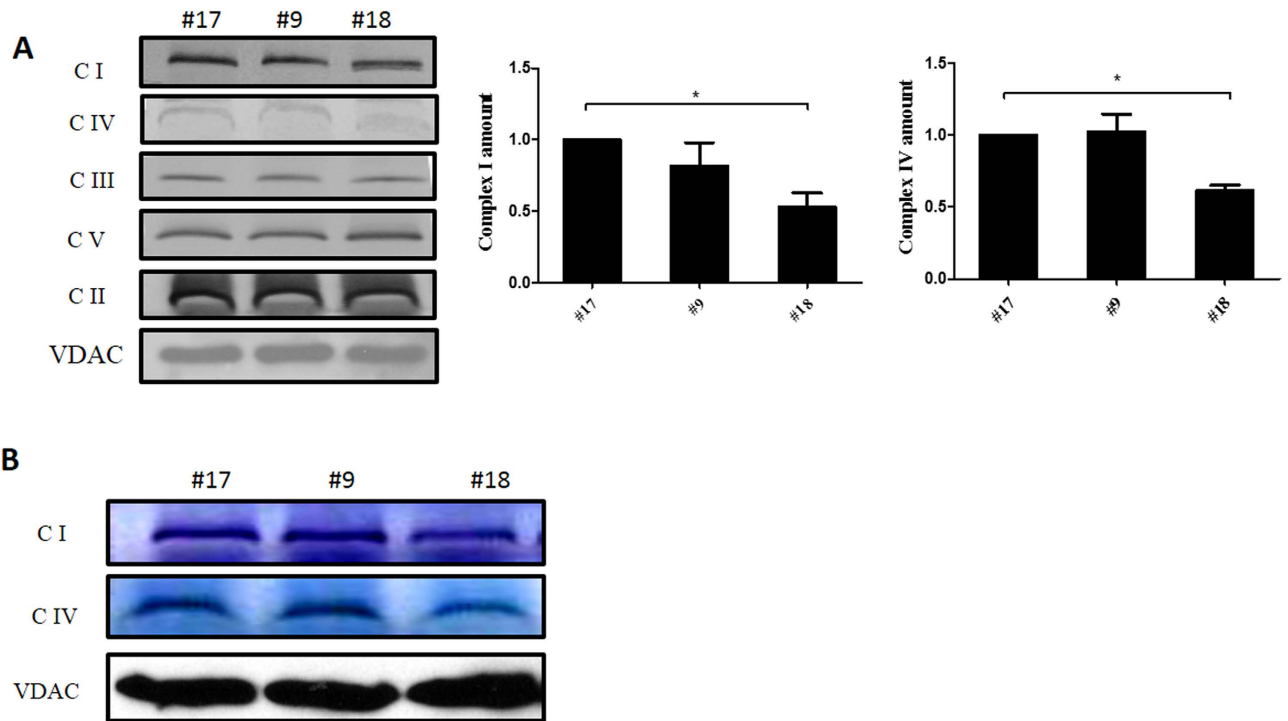 A
#17 #9 #18
C I
C IV
C III
C V
C II
VDAC
Complex I amount
1.5
1.0
0.5
0.0
*
#17 #9 #18
Complex IV amount
1.5
1.0
0.5
0.0
*
#17 #9 #18
B
#17 #9 #18
C I
C IV
VDAC